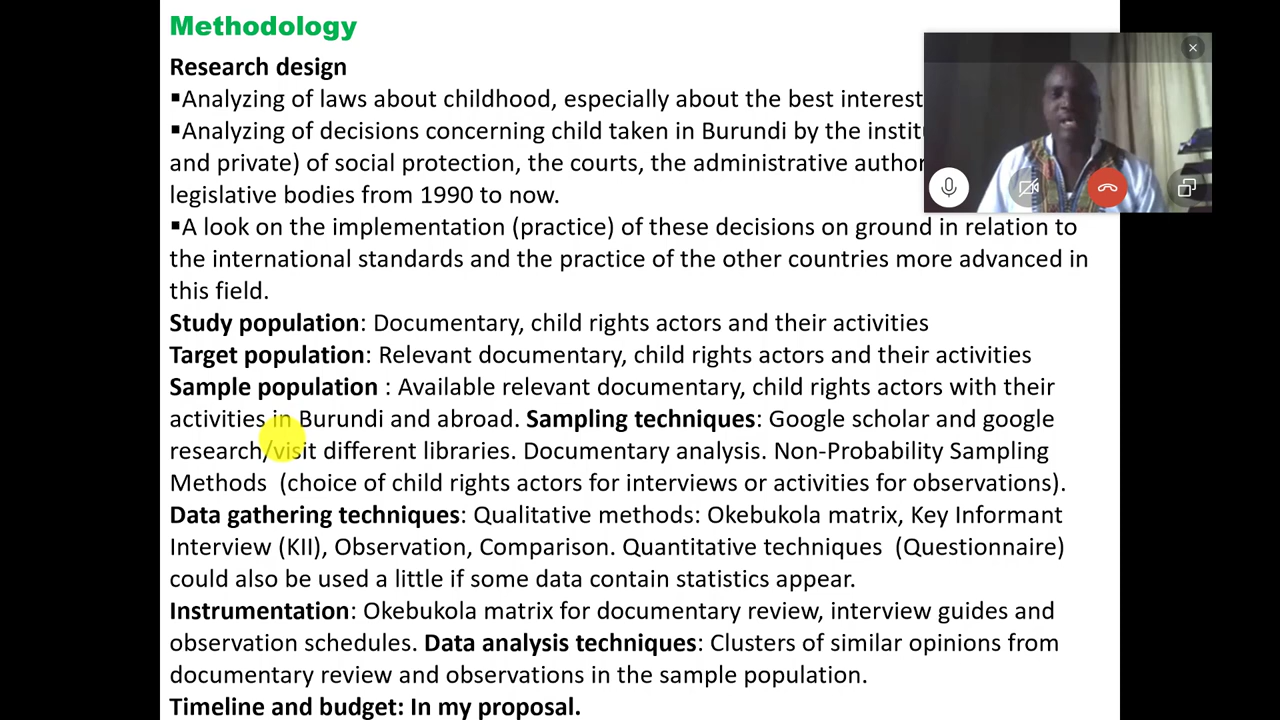 Methodology
Research design
▪Analyzing of laws about childhood, especially about the best interest
▪Analyzing of decisions concerning child taken in Burundi by the
and private) of social protection, the courts, the administrative
legislative bodies from 1990 to now.
▪A look on the implementation (practice) of these decisions on ground in relation to
the international standards and the practice of the other countries more advanced in
this field.
Study population: Documentary, child rights actors and their activities
Target population: Relevant documentary, child rights actors and their activities
Sample population : Available relevant documentary, child rights actors with their
activities in Burundi and abroad. Sampling techniques: Google scholar and google
research/visit different libraries. Documentary analysis. Non-Probability Sampling
Methods (choice of child rights actors for interviews or activities for observations).
Data gathering techniques: Qualitative methods: Okebukola matrix, Key Informant
Interview (KII), Observation, Comparison. Quantitative techniques (Questionnaire)
could also be used a little if some data contain statistics appear.
Instrumentation: Okebukola matrix for documentary review, interview guides and
observation schedules. Data analysis techniques: Clusters of similar opinions from
documentary review and observations in the sample population.
Timeline and budget: In my proposal.